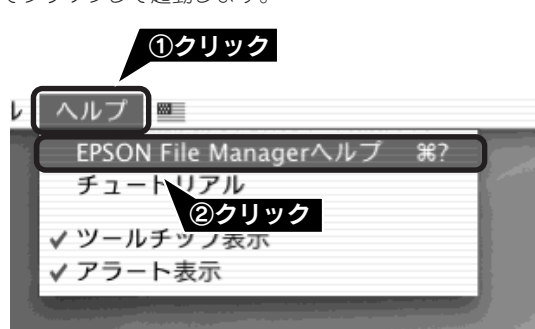 でクリックして起動します。
①クリック
ル ヘルプ
EPSON File Managerヘルプ ⌘?
チュートリアル
②クリック
✓ ツールチップ表示
✓ アラート表示